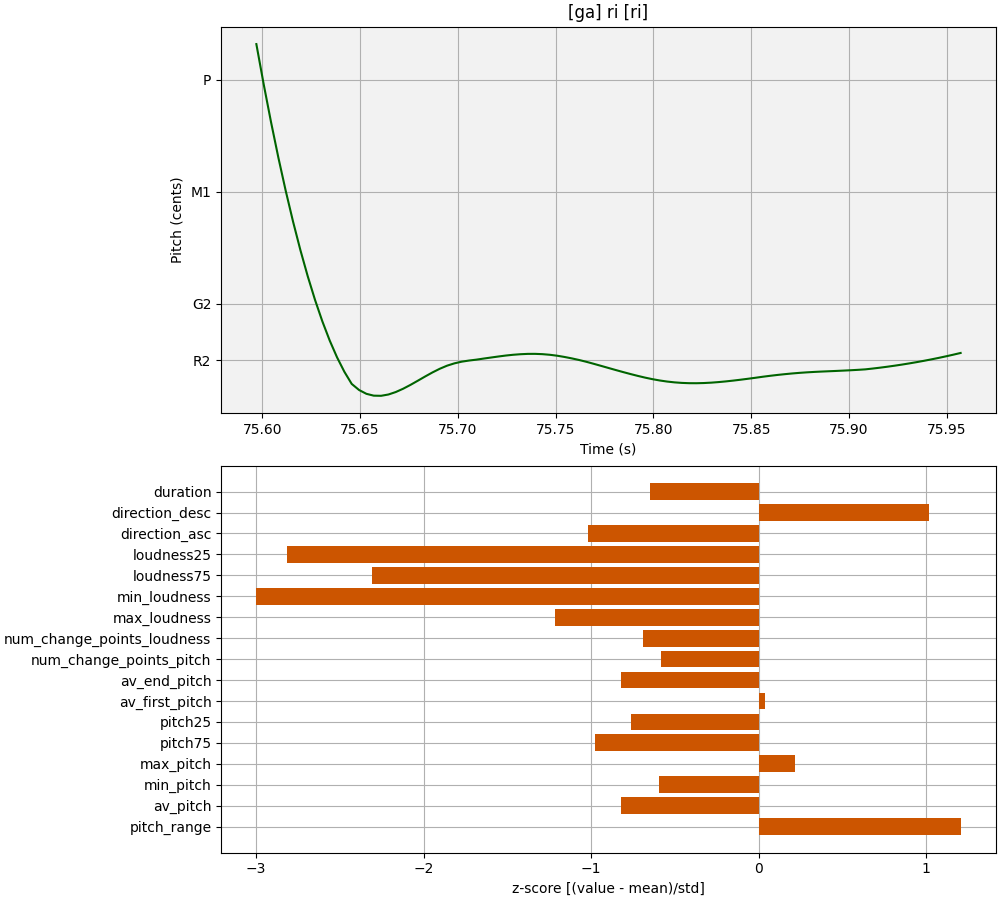 [ga] ri [ri]
Pitch (cents)
P
M1
G2
R2
75.60 75.65 75.70 75.75 75.80 75.85 75.90 75.95
Time (s)
duration
direction_desc
direction_asc
loudness25
loudness75
min_loudness
max_loudness
num_change_points_loudness
num_change_points_pitch
av_end_pitch
av_first_pitch
pitch25
pitch75
max_pitch
min_pitch
av_pitch
pitch_range
−3 −2 −1 0 1
z-score [(value - mean)/std]